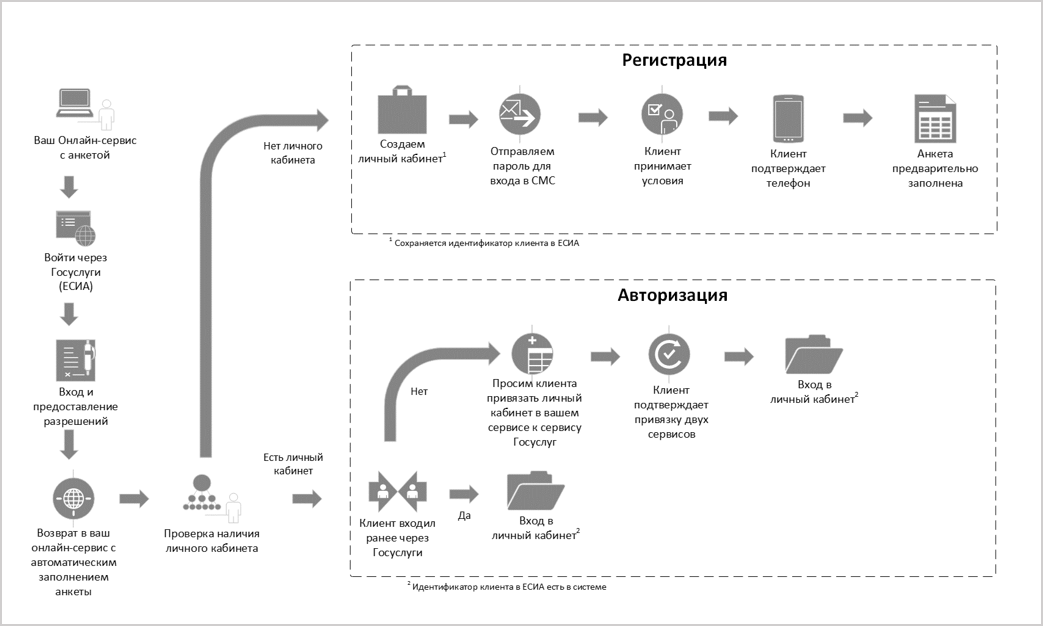 Ваш Онлайн-сервис
с анкетой
Войти через
Госуслуги
(ЕСИА)
Вход и
предоставление
разрешений
Возврат в ваш
онлайн-сервис с
автоматическим
заполнением
анкеты
Проверка наличия
личного кабинета
Нет личного
кабинета
Регистрация
Создаем
личный кабинет1
Отправляем
пароль для
входа в СМС
Клиент
принимает
условия
Клиент
подтверждает
телефон
Анкета
предварительно
заполнена
1 Сохраняется идентификатор клиента в ЕСИА
Есть личный
кабинет
Авторизация
Клиент входил
ранее через
Госуслуги
Нет
Просим клиента
привязать личный
кабинет в вашем
сервисе к сервису
Госуслуг
Клиент
подтверждает
привязку двух
сервисов
Вход в
личный кабинет2
Да
Вход в
личный кабинет2
2 Идентификатор клиента в ЕСИА есть в системе